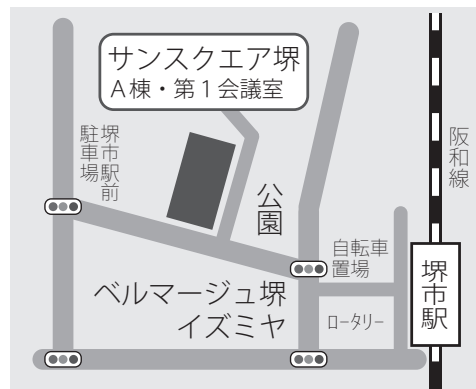 サンスクエア堺
A棟・第1会議室
堺市駅前
駐車場
公園
阪和線
自転車
置場
堺市駅
ベルマージュ堺
イズミヤ
ロータリー